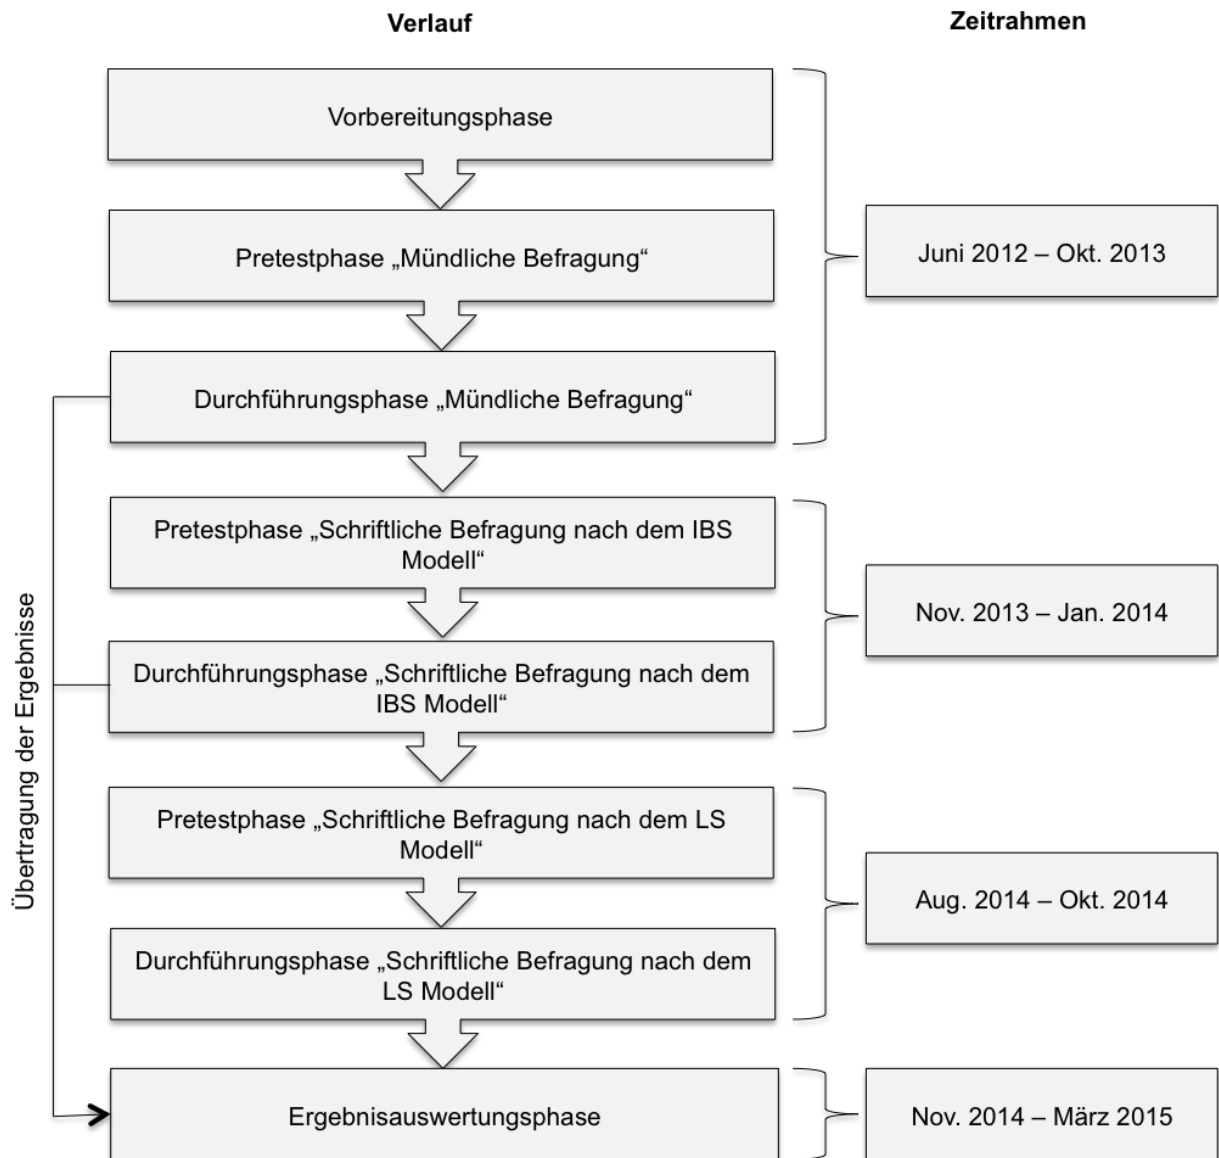 Verlauf
Zeitrahmen
Vorbereitungsphase
Pretestphase „Mündliche Befragung“
Juni 2012 – Okt. 2013
Durchführungsphase „Mündliche Befragung“
Pretestphase „Schriftliche Befragung nach dem IBS
Modell“
Nov. 2013 – Jan. 2014
Durchführungsphase „Schriftliche Befragung nach dem
IBS Modell“
Pretestphase „Schriftliche Befragung nach dem LS
Modell“
Aug. 2014 – Okt. 2014
Durchführungsphase „Schriftliche Befragung nach dem
LS Modell“
Ergebnisauswertungsphase
Nov. 2014 – März 2015
Übertragung der Ergebnisse